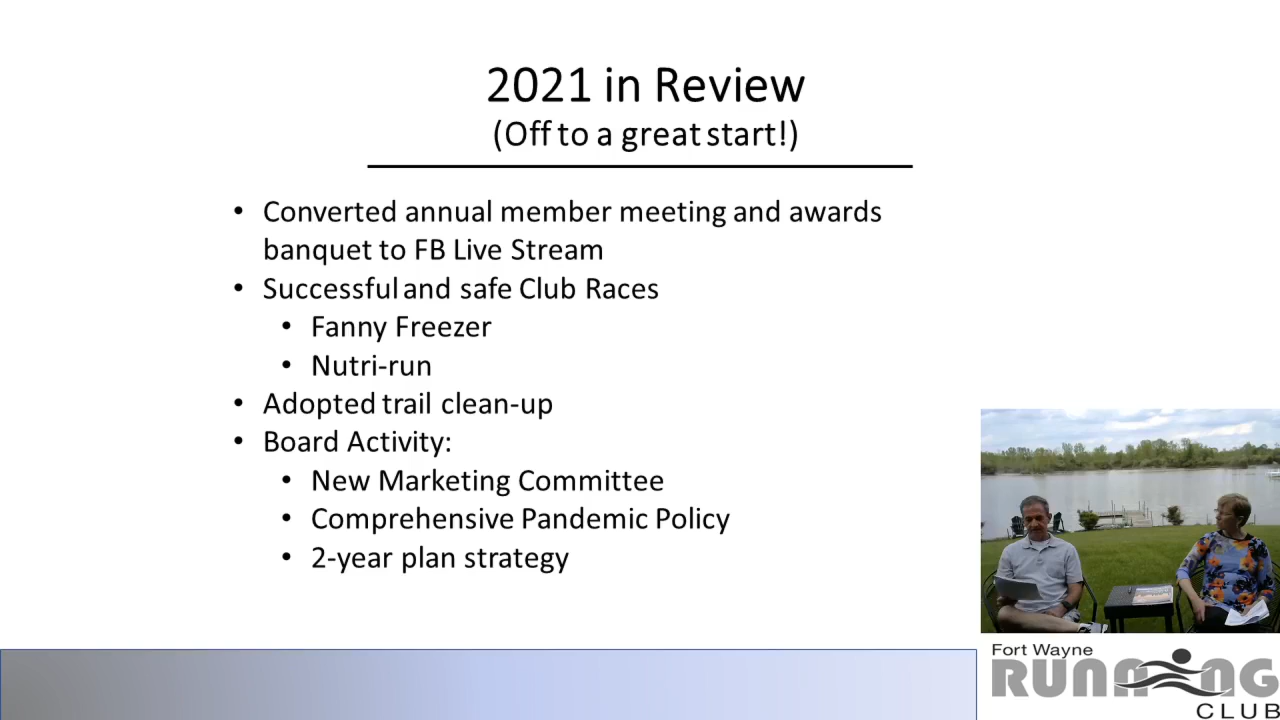 2021 in Review
(Off to a great start!)
• Converted annual member meeting and awards
banquet to FB Live Stream
• Successful and safe Club Races
• Fanny Freezer
• Nutri-run
• Adopted trail clean-up
• Board Activity:
• New Marketing Committee
• Comprehensive Pandemic Policy
• 2-year plan strategy
Fort Wayne
RUNNING
CLUB